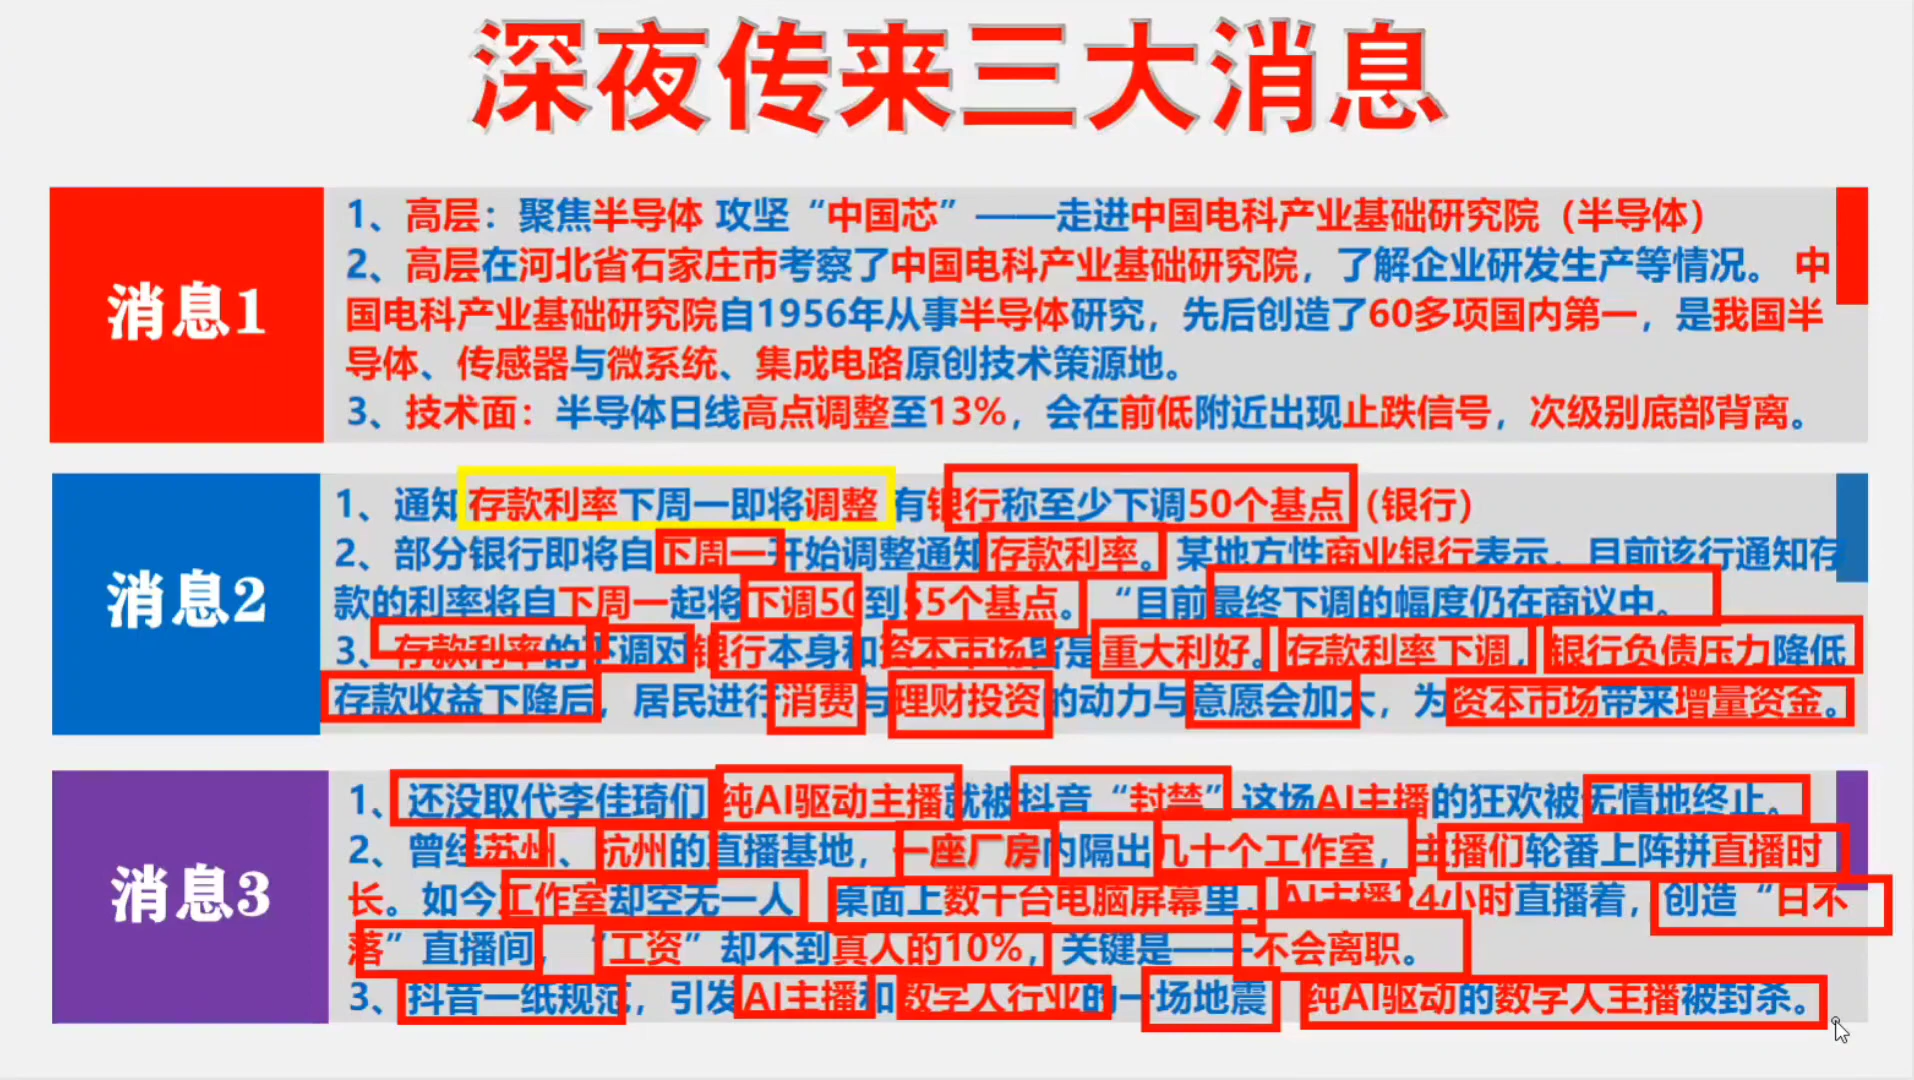 深夜传来三大消息
消息1
1、高层：聚焦半导体 攻坚“中国芯”——走进中国电科产业基础研究院（半导体）
2、高层在河北省石家庄市考察了中国电科产业基础研究院，了解企业研发生产等情况。 中
国电科产业基础研究院自1956年从事半导体研究，先后创造了60多项国内第一，是我国半
导体、传感器与微系统、集成电路原创技术策源地。
3、技术面：半导体日线高点调整至13%，会在前低附近出现止跌信号，次级别底部背离。
消息2
1、通知存款利率下周一即将调整 有银行称至少下调50个基点（银行）
2、部分银行即将自下周一开始调整通知存款利率。某地方性商业银行表示，目前该行通知存
款的利率将自下周一起将下调50到55个基点。“目前最终下调的幅度仍在商议中。
3、存款利率的下调对银行本身和资本市场皆是重大利好。存款利率下调，银行负债压力降低
存款收益下降后，居民进行消费与理财投资的动力与意愿会加大，为资本市场带来增量资金。
消息3
1、还没取代李佳琦们 纯AI驱动主播就被抖音“封禁” 这场AI主播的狂欢被无情地终止。
2、曾经苏州、杭州的直播基地，一座厂房内隔出几十个工作室，主播们轮番上阵拼直播时
长。如今工作室却空无一人，桌面上数十台电脑屏幕里，AI主播24小时直播着，创造“日不
落”直播间，“工资”却不到真人的10%，关键是——不会离职。
3、抖音一纸规范，引发AI主播和数字人行业的一场地震 纯AI驱动的数字人主播被封杀。